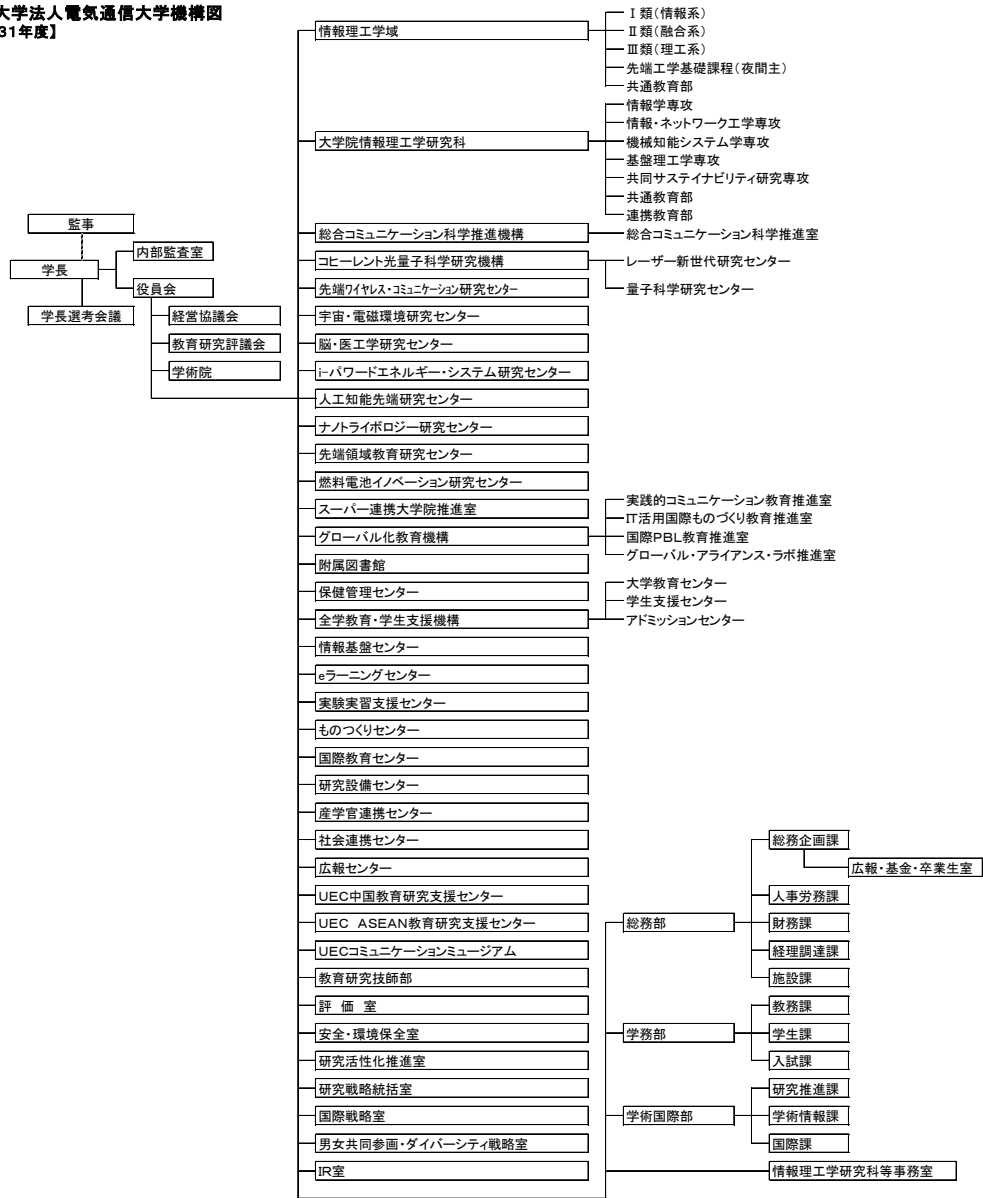 大学法人電気通信大学機構図
31年度】
監事
学長
学長選考会議
内部監査室
役員会
経営協議会
教育研究評議会
学術院
情報理工学域
Ⅰ類(情報系)
Ⅱ類(融合系)
Ⅲ類(理工系)
先端工学基礎課程(夜間主)
共通教育部
大学院情報理工学研究科
情報学専攻
情報・ネットワーク工学専攻
機械知能システム学専攻
基盤理工学専攻
共同サステイナビリティ研究専攻
共通教育部
連携教育部
総合コミュニケーション科学推進機構
総合コミュニケーション科学推進室
コヒーレント光量子科学研究機構
レーザー新世代研究センター
量子科学研究センター
先端ワイヤレス・コミュニケーション研究センター
宇宙・電磁環境研究センター
脳・医工学研究センター
i-パワードエネルギー・システム研究センター
人工知能先端研究センター
ナノトライボロジー研究センター
先端領域教育研究センター
燃料電池イノベーション研究センター
スーパー連携大学院推進室
グローバル化教育機構
実践的コミュニケーション教育推進室
IT活用国際ものづくり教育推進室
国際PBL教育推進室
グローバル・アライアンス・ラボ推進室
附属図書館
保健管理センター
全学教育・学生支援機構
大学教育センター
学生支援センター
アドミッションセンター
情報基盤センター
eラーニングセンター
実験実習支援センター
ものつくりセンター
国際教育センター
研究設備センター
産学官連携センター
社会連携センター
広報センター
UEC中国教育研究支援センター
UEC ASEAN教育研究支援センター
UECコミュニケーションミュージアム
教育研究技師部
評 価 室
安全・環境保全室
研究活性化推進室
研究戦略統括室
国際戦略室
男女共同参画・ダイバーシティ戦略室
IR室
総務部
総務企画課
広報・基金・卒業生室
人事労務課
財務課
経理調達課
施設課
学務部
教務課
学生課
入試課
学術国際部
研究推進課
学術情報課
国際課
情報理工学研究科等事務室